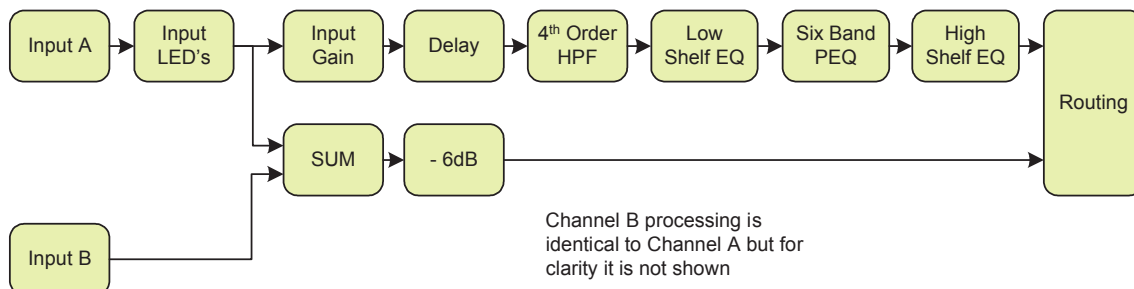 Input A
Input
LED's
Input
Gain
Delay
4th Order
HPF
Low
Shelf EQ
Six Band
PEQ
High
Shelf EQ
Routing
SUM
- 6dB
Input B
Channel B processing is
identical to Channel A but for
clarity it is not shown